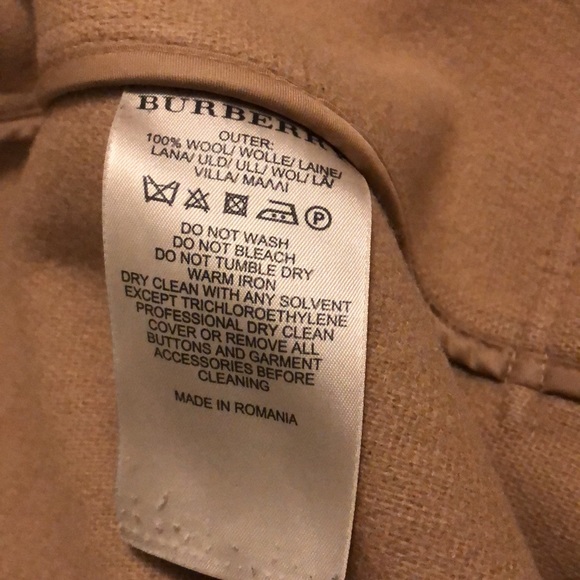 BURBERRY
OUTER:
100% WOOL/ WOLLE/ LAINE/
LANA/ ULD/ ULL/ WOL/ LÃ/
VILLA/ ΜΑΛΛΙ
P
DO NOT WASH
DO NOT BLEACH
DO NOT TUMBLE DRY
WARM IRON
DRY CLEAN WITH ANY SOLVENT
EXCEPT TRICHLOROETHYLENE
PROFESSIONAL DRY CLEAN
COVER OR REMOVE ALL
BUTTONS AND GARMENT
ACCESSORIES BEFORE
CLEANING
MADE IN ROMANIA